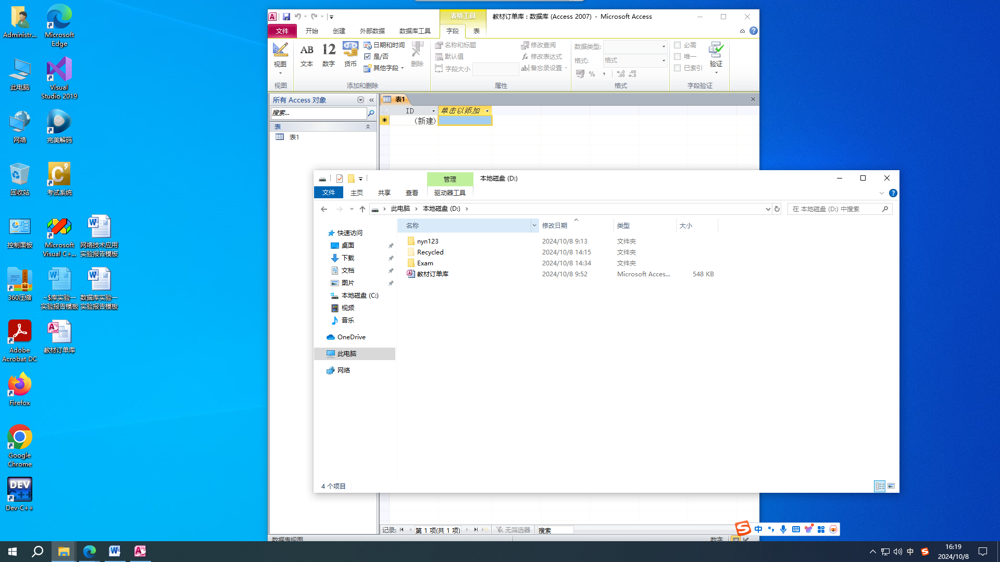 Administr...
Microsoft
Edge
此电脑
Visual
Studio 2019
网络
完美解码
回收站
考试系统
控制面板
Microsoft
Visual C+...
网络技术应用
实验报告模板
360压缩
~$库实验一
实验报告模板
数据库实验一
实验报告模板
Adobe
Acrobat DC
教材订单库
Firefox
Google
Chrome
DEV
C++
Dev-C++
表格工具
教材订单库 : 数据库 (Access 2007) - Microsoft Access
文件
开始
创建
外部数据
数据库工具
字段
表
视图
AB
文本
12
数字
货币
日期和时间
是/否
其他字段
删除
名称和标题
默认值
字段大小
修改查阅
fx 修改表达式
ab| 备忘录设置
数据类型:
格式:
格式
%
必需
唯一
已索引
验证
视图
添加和删除
属性
格式
字段验证
所有 Access 对象
搜索...
表
表1
表1
ID
单击以添加
(新建)
管理
本地磁盘 (D:)
文件
主页
共享
查看
驱动器工具
此电脑
本地磁盘 (D:)
在 本地磁盘 (D:) 中搜索
快速访问
桌面
下载
文档
图片
本地磁盘 (C:)
视频
音乐
OneDrive
此电脑
网络
名称
修改日期
类型
大小
nyn123
2024/10/8 9:13
文件夹
Recycled
2024/10/8 14:15
文件夹
Exam
2024/10/8 14:34
文件夹
教材订单库
2024/10/8 9:52
Microsoft Acces...
548 KB
4 个项目
记录:
第 1 项(共 1 项)
无筛选器
搜索
数据表视图
数字
中
中
16:19
2024/10/8